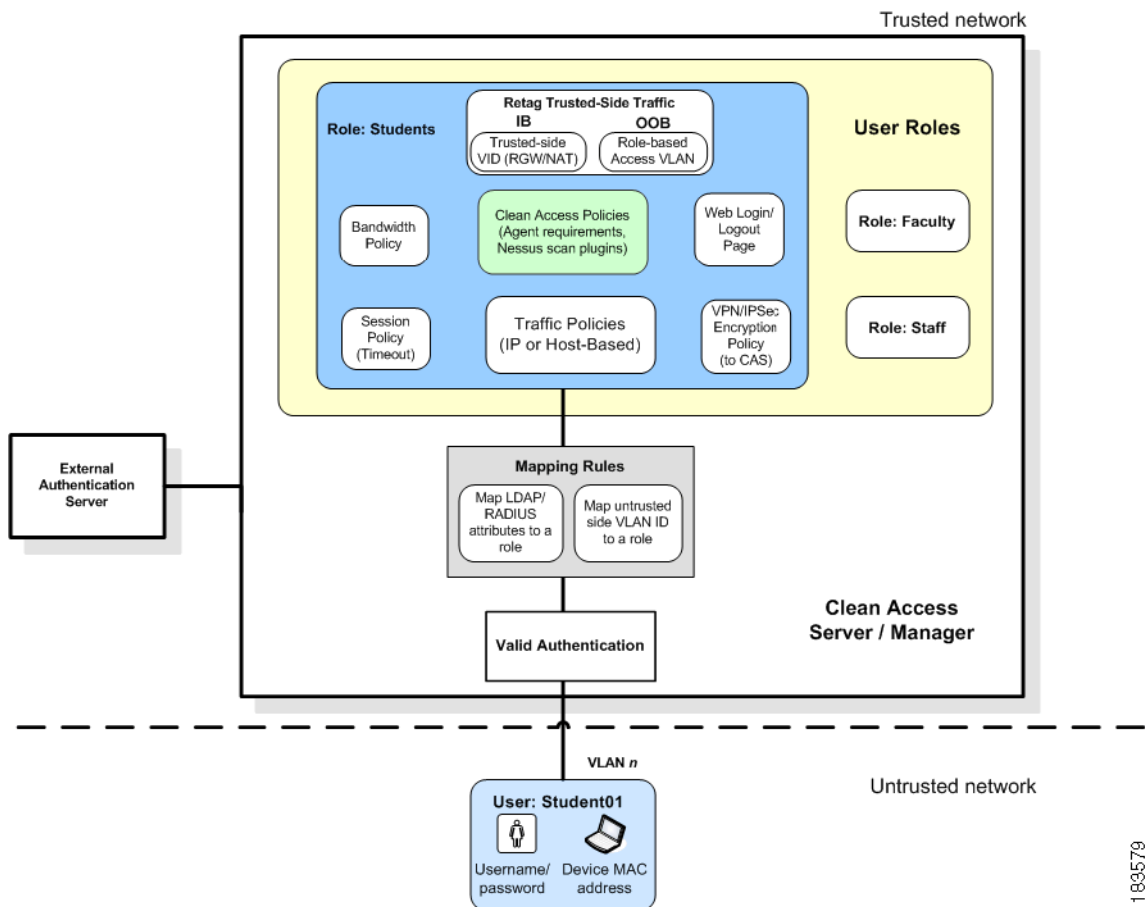 Trusted network
Retag Trusted-Side Traffic
IB
OOB
Trusted-side
VID (RGW/NAT)
Role-based
Access VLAN
Role: Students
User Roles
Bandwidth
Policy
Clean Access Policies
(Agent requirements,
Nessus scan plugins)
Web Login/
Logout
Page
Role: Faculty
Session
Policy
(Timeout)
Traffic Policies
(IP or Host-Based)
VPN/IPSec
Encryption
Policy
(to CAS)
Role: Staff
External
Authentication
Server
Mapping Rules
Map LDAP/
RADIUS
attributes to a
role
Map untrusted
side VLAN ID
to a role
Clean Access
Server / Manager
Valid Authentication
VLAN n
Untrusted network
User: Student01
Username/
password
Device MAC
address
183579